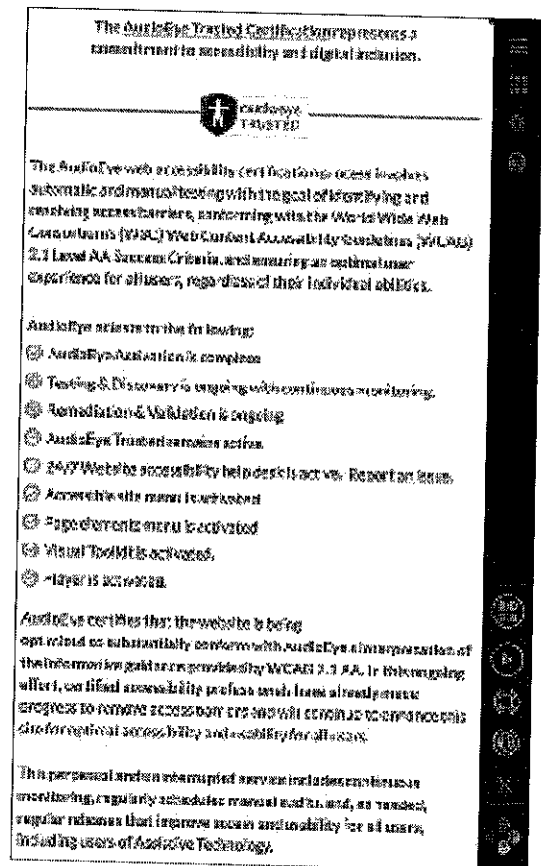 The AudioEye Trusted Certification represents a
commitment to accessibility and digital inclusion.
audioeye
TRUSTED
The AudioEye web accessibility certification process involves
automatic and manual testing with the goal of identifying and
resolving access barriers, conforming with the World Wide Web
Consortium's (W3C) Web Content Accessibility Guidelines (WCAG)
2.1 Level AA Success Criteria, and ensuring an optimal user
experience for all users, regardless of their individual abilities.
AudioEye attests to the following:
AudioEye Activation is complete
Testing & Discovery is ongoing with continuous monitoring.
Remediation & Validation is ongoing
AudioEye Trusted remains active.
24/7 Website accessibility help desk is active. Report an issue.
Accessible site menu is activated
Page elements menu is activated
Visual Toolkit is activated.
Player is activated.
AudioEye certifies that the website is being
optimized to substantially conform with AudioEye's interpretation of
the informative guidance provided by WCAG 2.1 AA. In this ongoing
effort, certified accessibility professionals have already made
progress to remove access barriers and will continue to enhance this
site for optimal accessibility and usability for all users.
This perpetual and uninterrupted service includes continuous
monitoring, regularly scheduled manual audits, and, as needed,
regular releases that improve access and usability for all users,
including users of Assistive Technology.